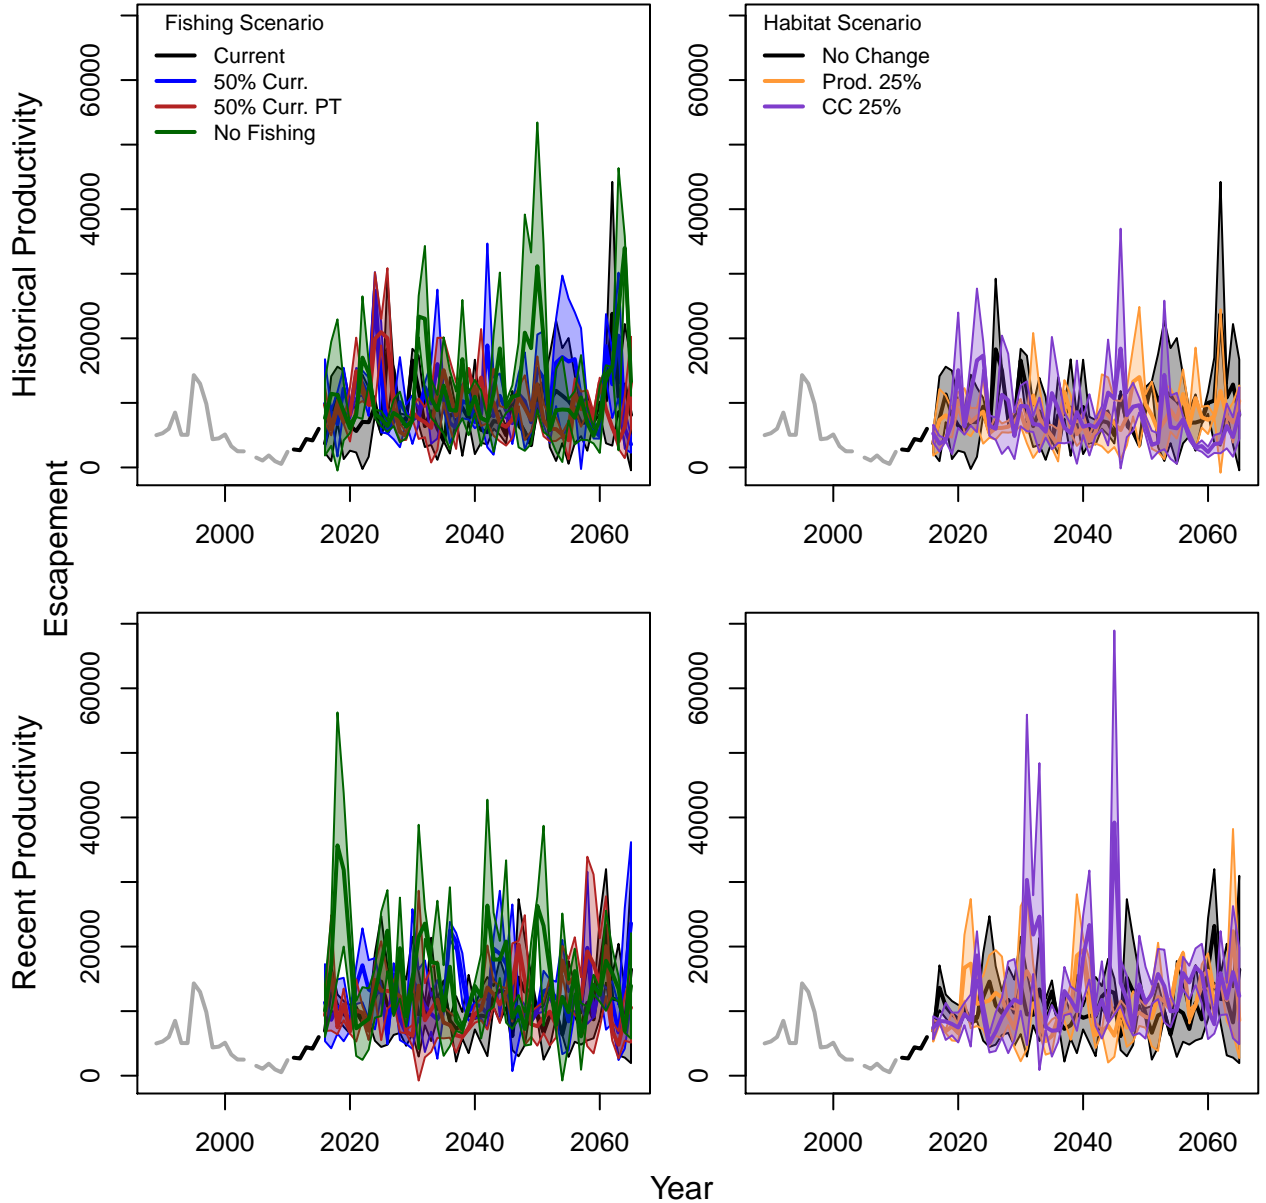 Fishing Scenario
Current
50% Curr.
50% Curr. PT
No Fishing
Habitat Scenario
No Change
Prod. 25%
CC 25%
Historical Productivity
0
20000
40000
60000
2000
2020
2040
2060
0
20000
40000
60000
2000
2020
2040
2060
Escapement
Recent Productivity
0
20000
40000
60000
2000
2020
2040
2060
0
20000
40000
60000
2000
2020
2040
2060
Year